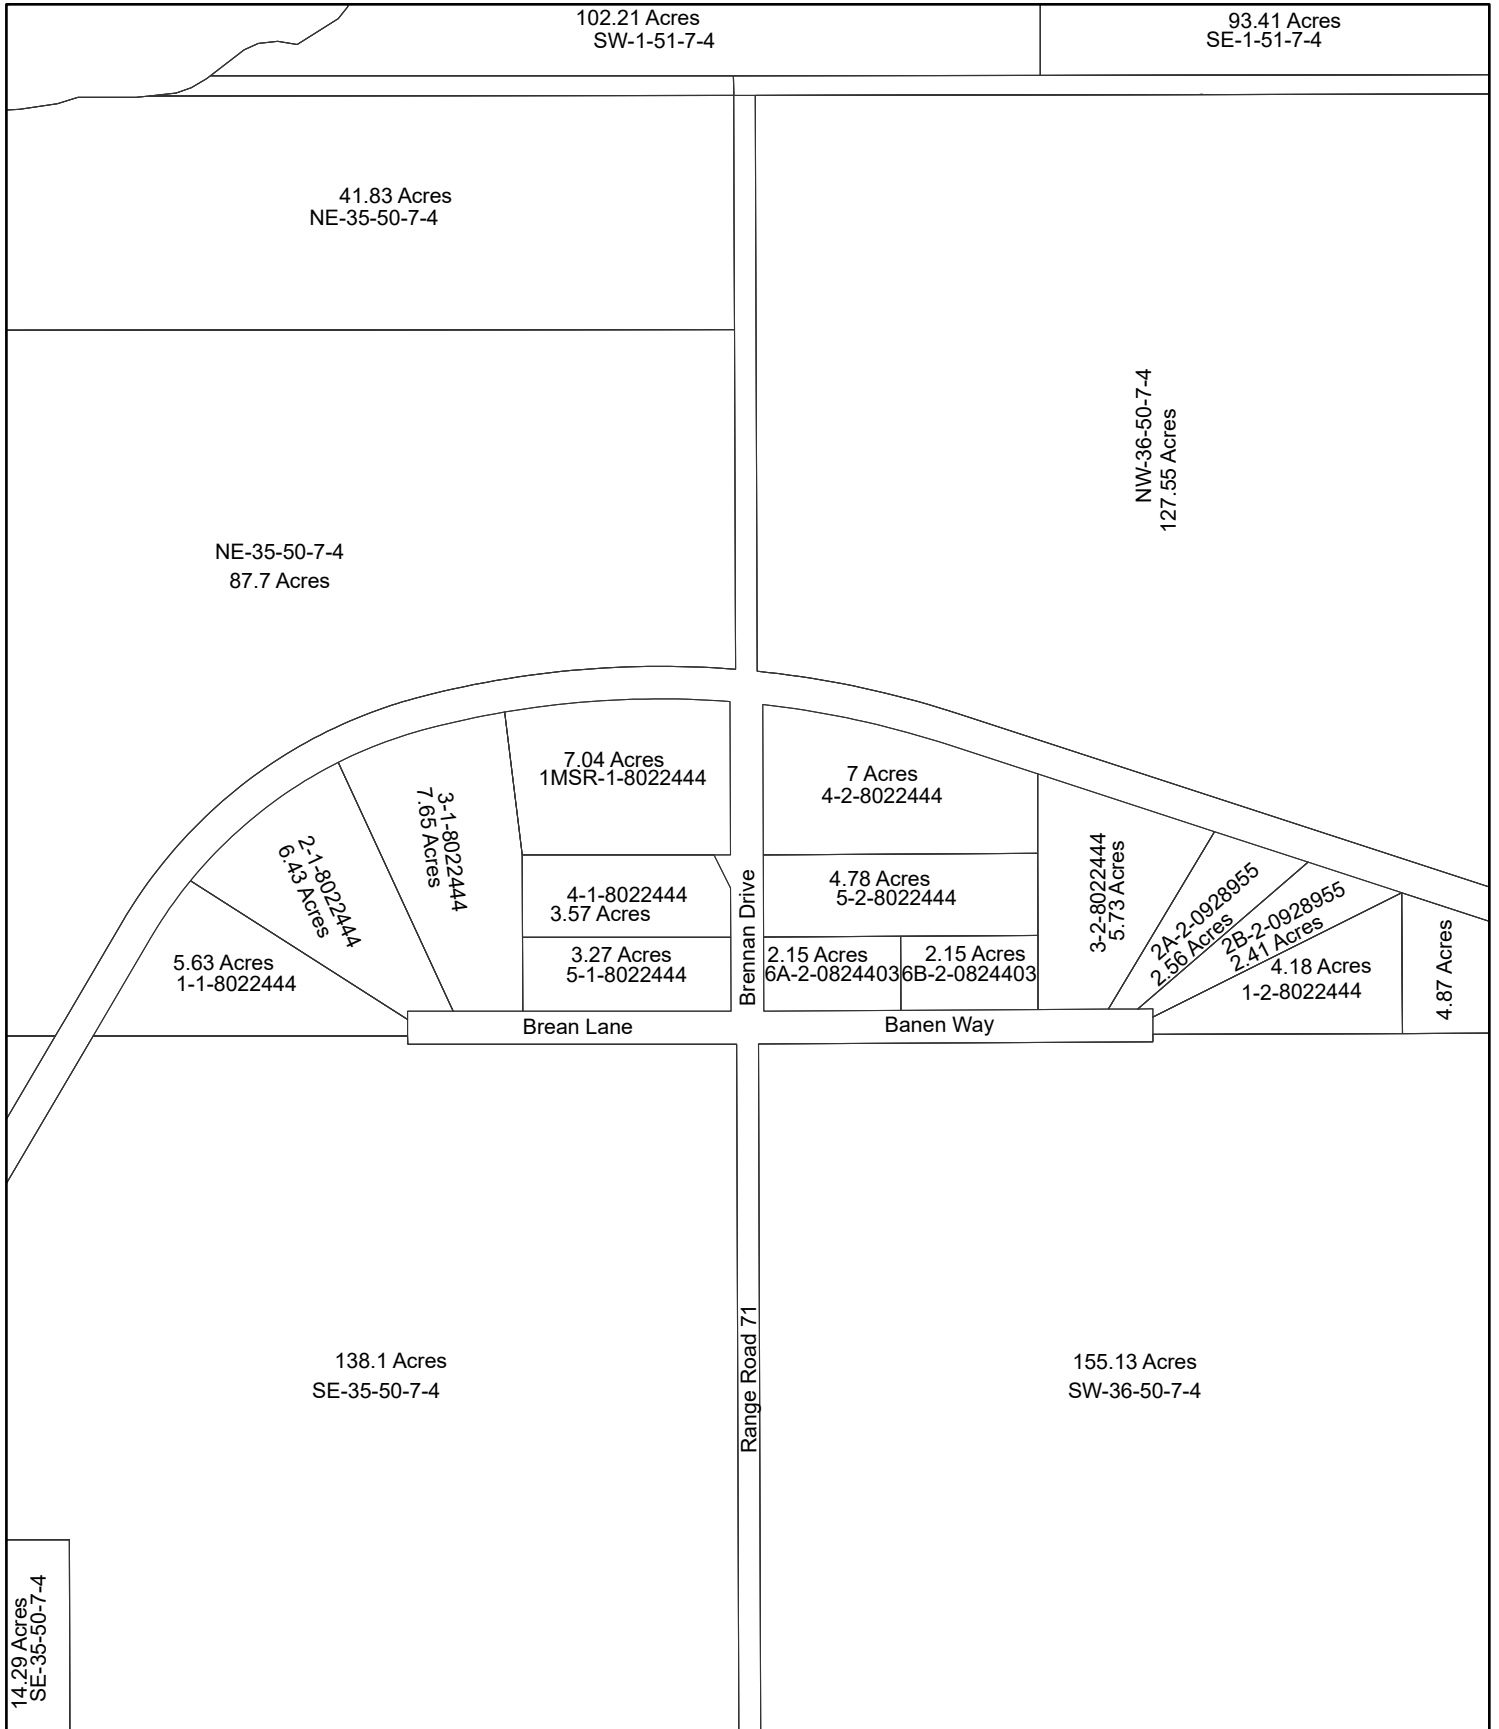 102.21 Acres
SW-1-51-7-4
93.41 Acres
SE-1-51-7-4
41.83 Acres
NE-35-50-7-4
NW-36-50-7-4
127.55 Acres
NE-35-50-7-4
87.7 Acres
7.04 Acres
1MSR-1-8022444
7 Acres
4-2-8022444
3-1-8022444
7.65 Acres
2-1-8022444
6.43 Acres
5.63 Acres
1-1-8022444
4-1-8022444
3.57 Acres
3.27 Acres
5-1-8022444
Brennan Drive
4.78 Acres
5-2-8022444
2.15 Acres
6A-2-0824403
2.15 Acres
6B-2-0824403
3-2-8022444
5.73 Acres
2A-2-0928955
2.56 Acres
2B-2-0928955
2.41 Acres
4.18 Acres
1-2-8022444
4.87 Acres
Brean Lane
Banen Way
138.1 Acres
SE-35-50-7-4
Range Road 71
155.13 Acres
SW-36-50-7-4
14.29 Acres
SE-35-50-7-4